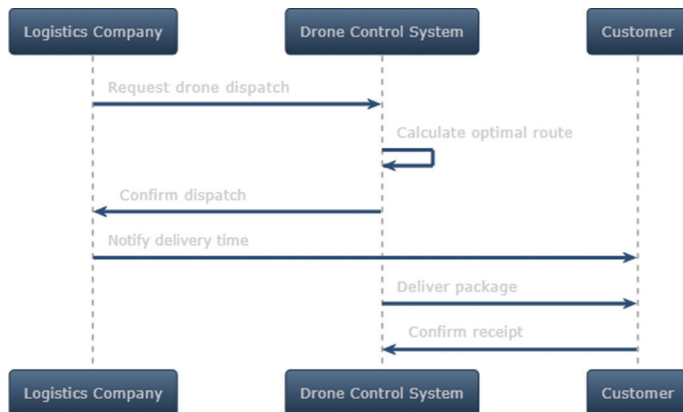 Logistics Company
Drone Control System
Customer
Request drone dispatch
Calculate optimal route
Confirm dispatch
Notify delivery time
Deliver package
Confirm receipt
Logistics Company
Drone Control System
Customer